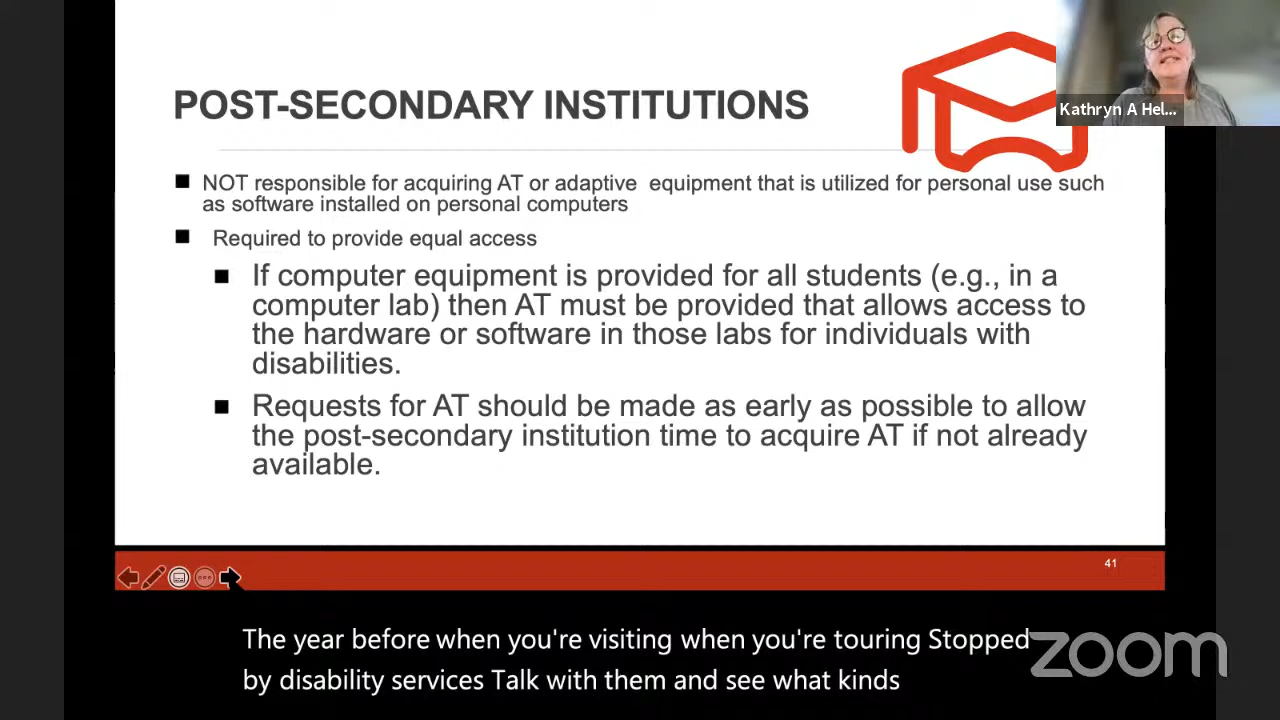 POST-SECONDARY INSTITUTIONS
Kathryn A Hel...
■ NOT responsible for acquiring AT or adaptive equipment that is utilized for personal use such
as software installed on personal computers
■ Required to provide equal access
■ If computer equipment is provided for all students (e.g., in a
computer lab) then AT must be provided that allows access to
the hardware or software in those labs for individuals with
disabilities.
■ Requests for AT should be made as early as possible to allow
the post-secondary institution time to acquire AT if not already
available.
41
The year before when you're visiting when you're touring Stopped
by disability services Talk with them and see what kinds
zoom